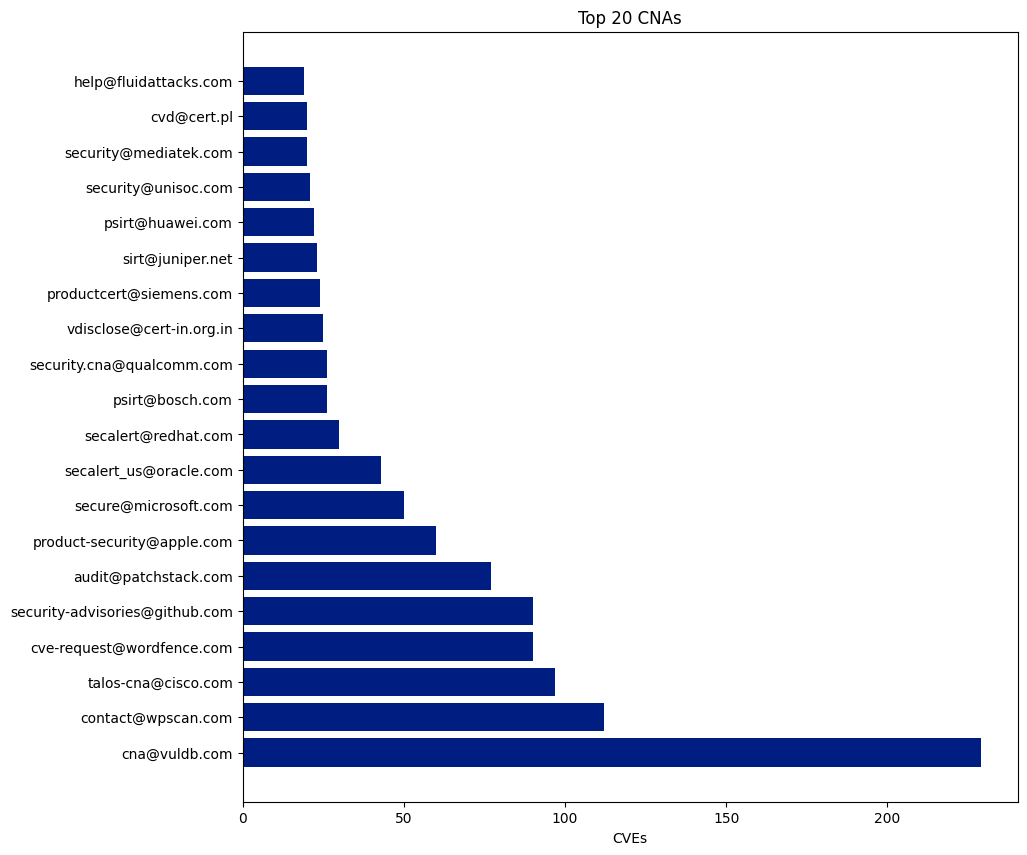 Top 20 CNAs
help@fluidattacks.com
cvd@cert.pl
security@mediatek.com
security@unisoc.com
psirt@huawei.com
sirt@juniper.net
productcert@siemens.com
vdisclose@cert-in.org.in
security.cna@qualcomm.com
psirt@bosch.com
secalert@redhat.com
secalert_us@oracle.com
secure@microsoft.com
product-security@apple.com
audit@patchstack.com
security-advisories@github.com
cve-request@wordfence.com
talos-cna@cisco.com
contact@wpscan.com
cna@vuldb.com
0 50 100 150 200
CVEs